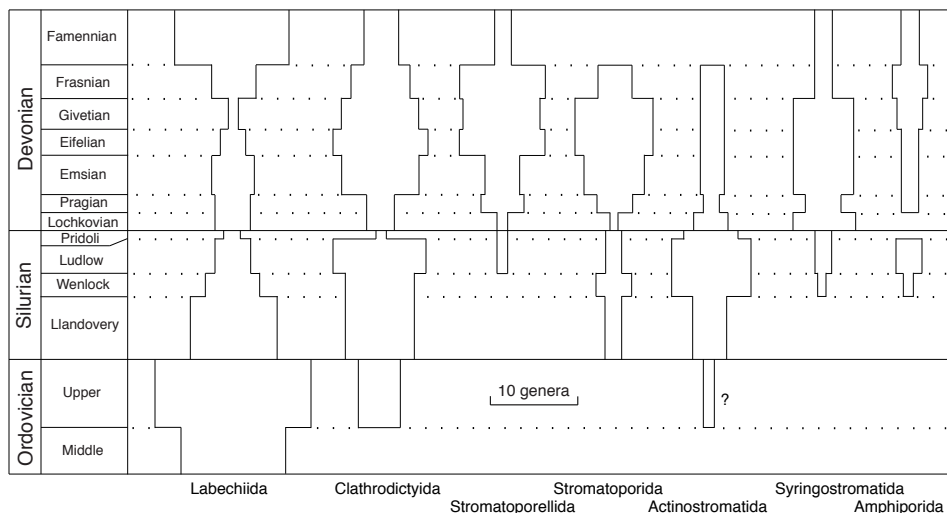 Devonian
Famennian
Frasnian
Givetian
Eifelian
Emsian
Pragian
Lochkovian
Silurian
Pridoli
Ludlow
Wenlock
Llandovery
Ordovician
Upper
Middle
10 genera
?
Labechiida
Clathrodictyida
Stromatoporellida
Stromatoporida
Actinostromatida
Syringostromatida
Amphiporida